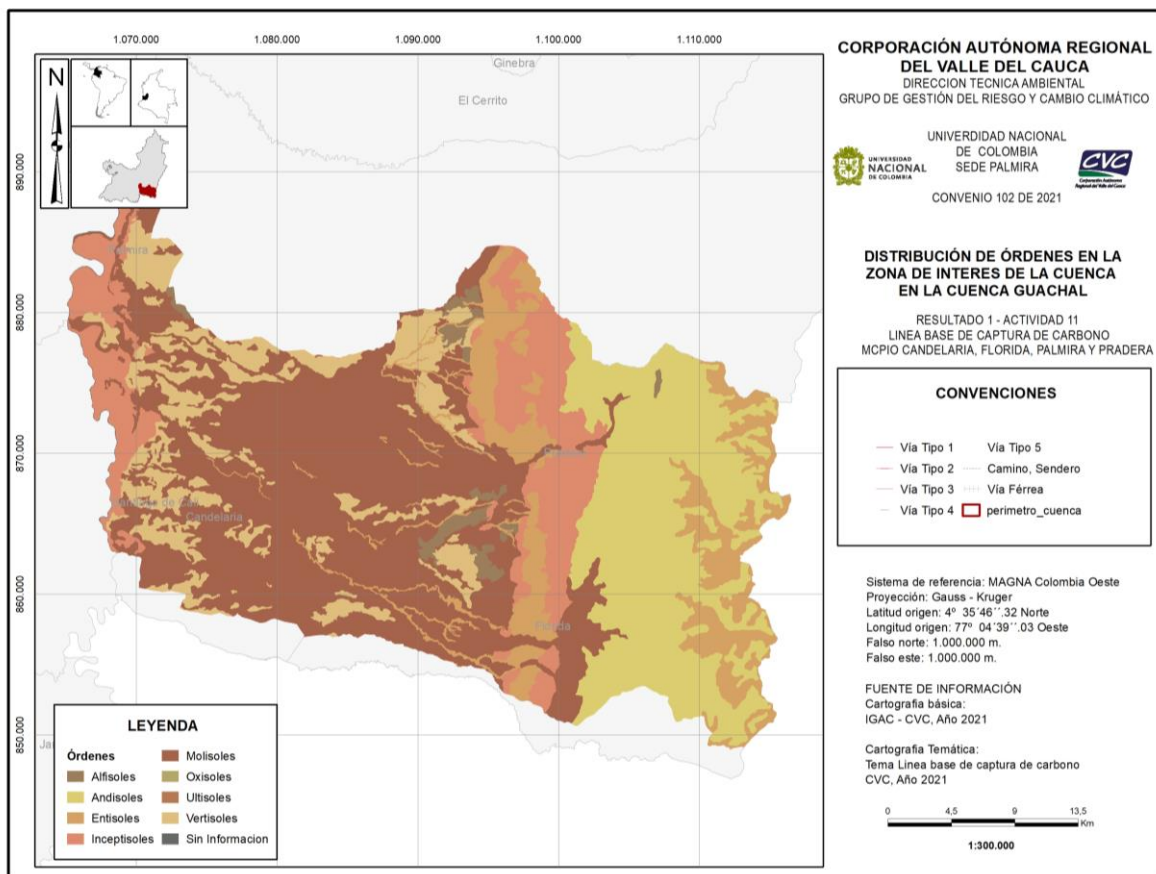 1.070.000
1.080.000
1.090.000
1.100.000
1.110.000
890.000
880.000
870.000
860.000
850.000
N
Ginebra
El Cerrito
Candelaria
LEYENDA
Órdenes
Alfisoles
Andisoles
Entisoles
Inceptisoles
Molisoles
Oxisoles
Ultisoles
Vertisoles
Sin Informacion
CORPORACIÓN AUTÓNOMA REGIONAL
DEL VALLE DEL CAUCA
DIRECCION TECNICA AMBIENTAL
GRUPO DE GESTIÓN DEL RIESGO Y CAMBIO CLIMÁTICO
UNIVERSIDAD
NACIONAL
DE COLOMBIA
UNIVERDIDAD NACIONAL
DE COLOMBIA
SEDE PALMIRA
CVC
Corporación Autónoma
Regional del Valle del Cauca
CONVENIO 102 DE 2021
DISTRIBUCIÓN DE ÓRDENES EN LA
ZONA DE INTERES DE LA CUENCA
EN LA CUENCA GUACHAL
RESULTADO 1 - ACTIVIDAD 11
LINEA BASE DE CAPTURA DE CARBONO
MCPIO CANDELARIA, FLORIDA, PALMIRA Y PRADERA
CONVENCIONES
Vía Tipo 1
Vía Tipo 2
Vía Tipo 3
Vía Tipo 4
Vía Tipo 5
Camino, Sendero
Vía Férrea
perimetro_cuenca
Sistema de referencia: MAGNA Colombia Oeste
Proyección: Gauss - Kruger
Latitud origen: 4º 35´46´´.32 Norte
Longitud origen: 77º 04´39´´.03 Oeste
Falso norte: 1.000.000 m.
Falso este: 1.000.000 m.
FUENTE DE INFORMACIÓN
Cartografía básica:
IGAC - CVC, Año 2021
Cartografía Temática:
Tema Linea base de captura de carbono
CVC, Año 2021
0 4,5 9 13,5
Km
1:300.000